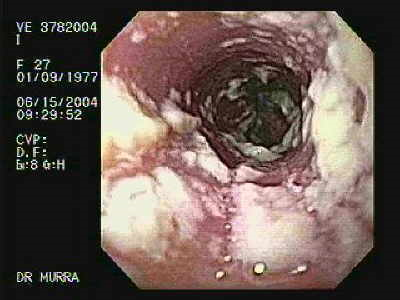 VE 3782004
I
F 27
01/09/1977
06/15/2004
09:29:52
CVP:
D.F:
G:H
DR MURRA